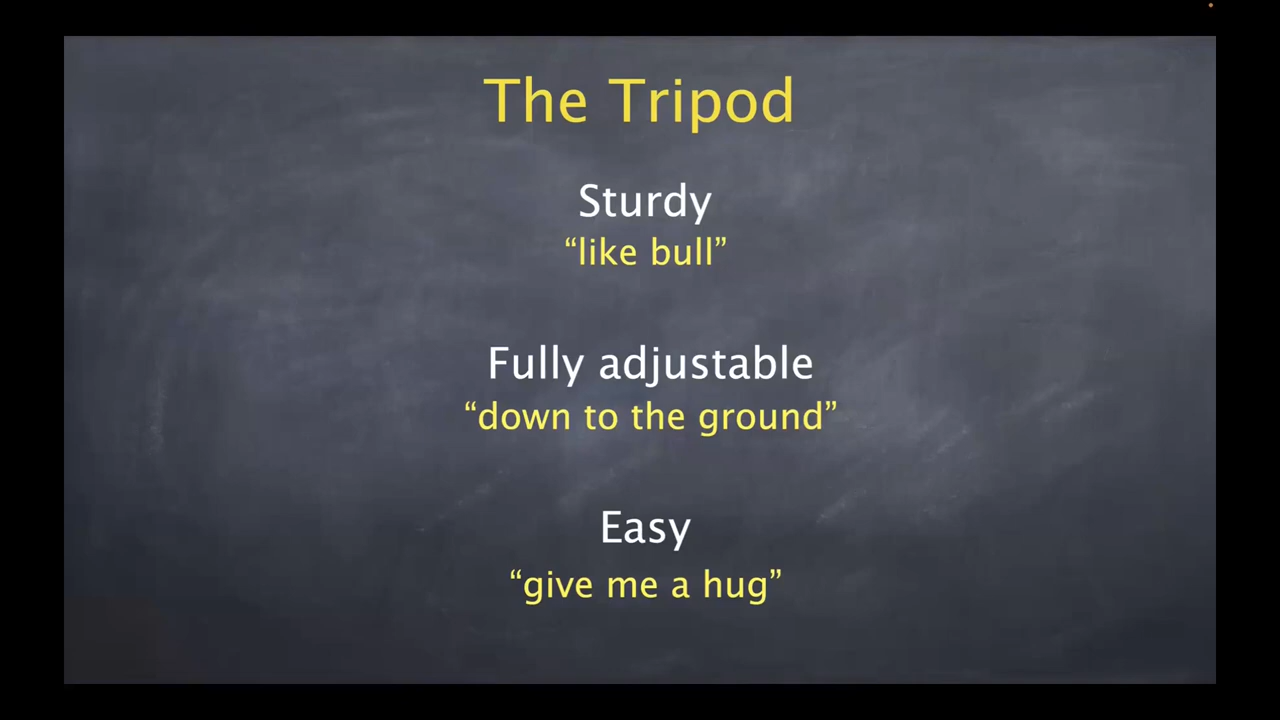 The Tripod
Sturdy
“like bull”
Fully adjustable
“down to the ground”
Easy
“give me a hug”